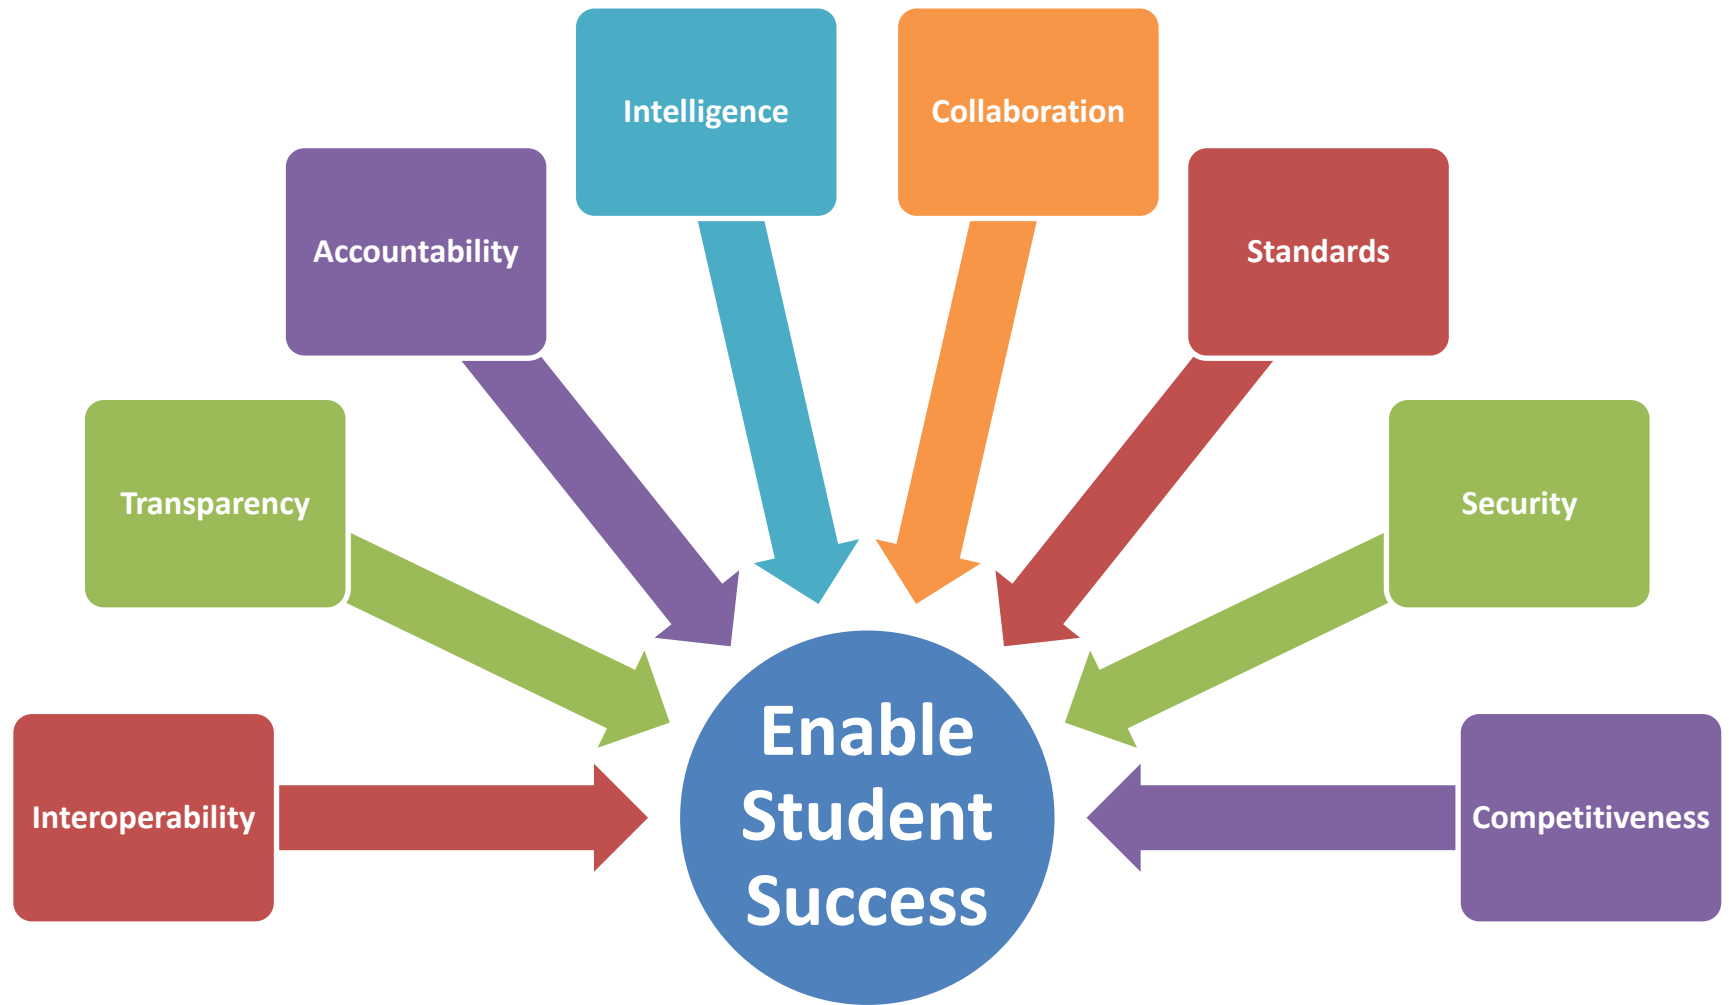 Intelligence
Collaboration
Accountability
Standards
Transparency
Security
Interoperability
Competitiveness
Enable
Student
Success